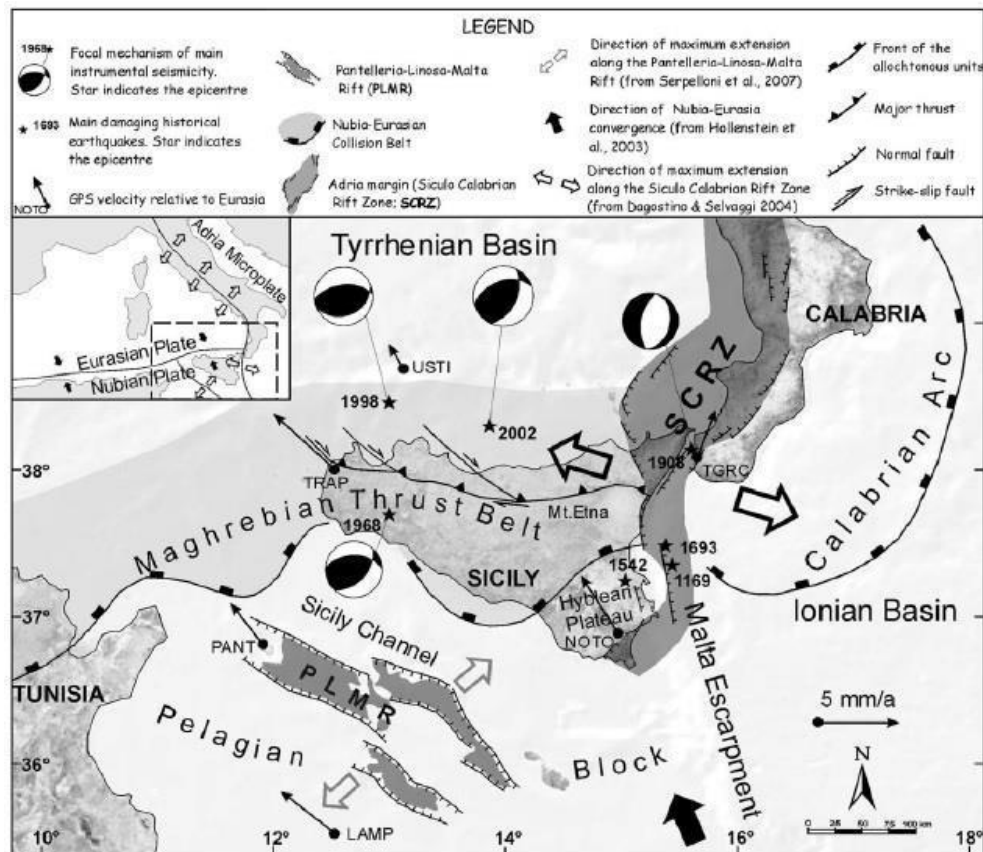 LEGEND
1968
Focal mechanism of main
instrumental seismicity.
Star indicates the epicentre
1693
Main damaging historical
earthquakes. Star indicates
the epicentre
NOTO
GPS velocity relative to Eurasia
Pantelleria-Linosa-Malta
Rift (PLMR)
Nubia-Eurasian
Collision Belt
Adria margin (Siculo Calabrian
Rift Zone: SCRZ)
Direction of maximum extension
along the Pantelleria-Linosa-Malta
Rift (from Serpelloni et al., 2007)
Direction of Nubia-Eurasia
convergence (from Hollenstein et
al., 2003)
Direction of maximum extension
along the Siculo Calabrian Rift Zone
(from Dagostino & Selvaggi 2004)
Front of the
allochtonous units
Major thrust
Normal fault
Strike-slip fault
Adria Microplate
Eurasian Plate
Nubian Plate
Tyrrhenian Basin
CALABRIA
USTI
SCRZ
1998
2002
Calabrian Arc
38°
1908
TGRC
TRAP
Mt.Etna
Maghrebian Thrust Belt
1968
1693
SICILY
1542
1169
Hyblean
Plateau
NOTO
Ionian Basin
37°
Sicily Channel
PANT
PLMR
TUNISIA
Malta Escarpment
5 mm/a
Pelagian Block
N
36°
LAMP
0 25 50 75 100 km
10°
12°
14°
16°
18°